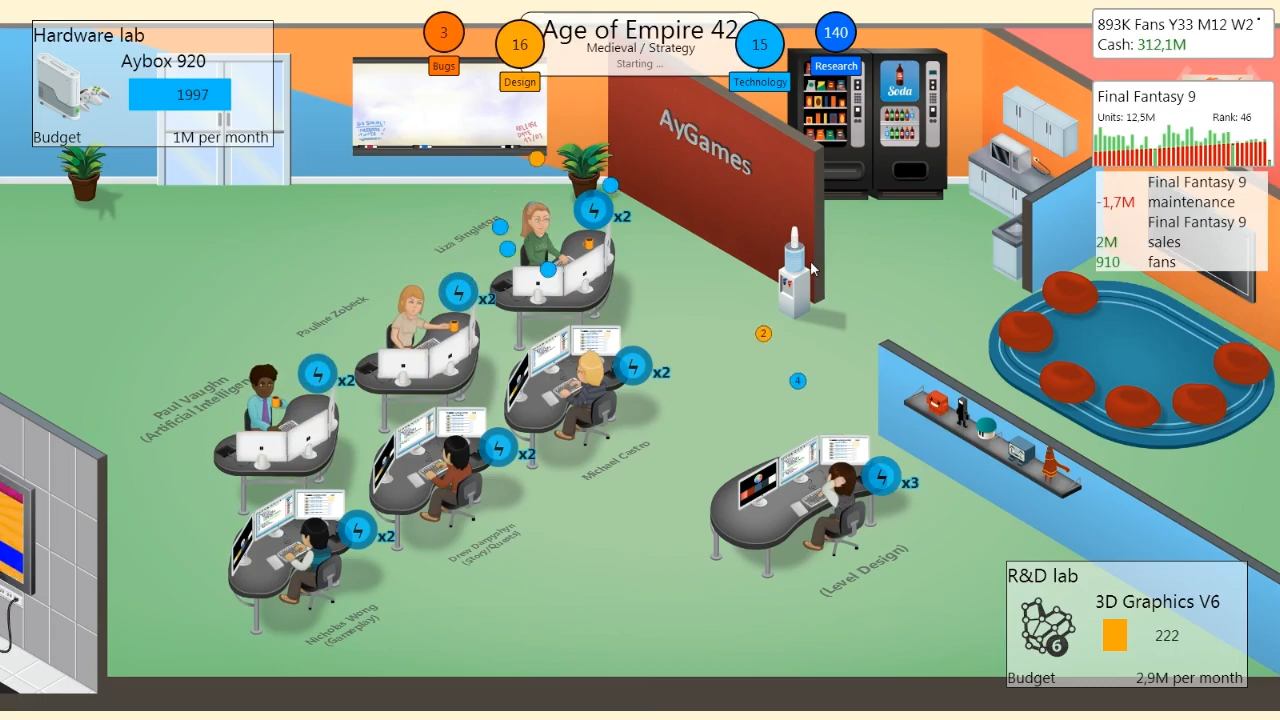 Hardware lab
Aybox 920
1997
Budget
1M per month
3
Bugs
16
Design
Age of Empire 42
Medieval / Strategy
Starting ...
15
Technology
140
Research
893K Fans Y33 M12 W2
Cash: 312,1M
Final Fantasy 9
Units: 12,5M
Rank: 46
Final Fantasy 9
-1,7M maintenance
Final Fantasy 9
2M sales
910 fans
AyGames
Soda
Liza Singleton
x2
Pauline Zobeck
x2
Paul Vaughn
(Artificial Intelligen
x2
Michael Castro
x2
Drew Darpphyn
(Story/Quests)
x2
Nicholas Wong
(Gameplay)
x2
(Level Design)
x3
2
4
R&D lab
3D Graphics V6
6
222
Budget
2,9M per month